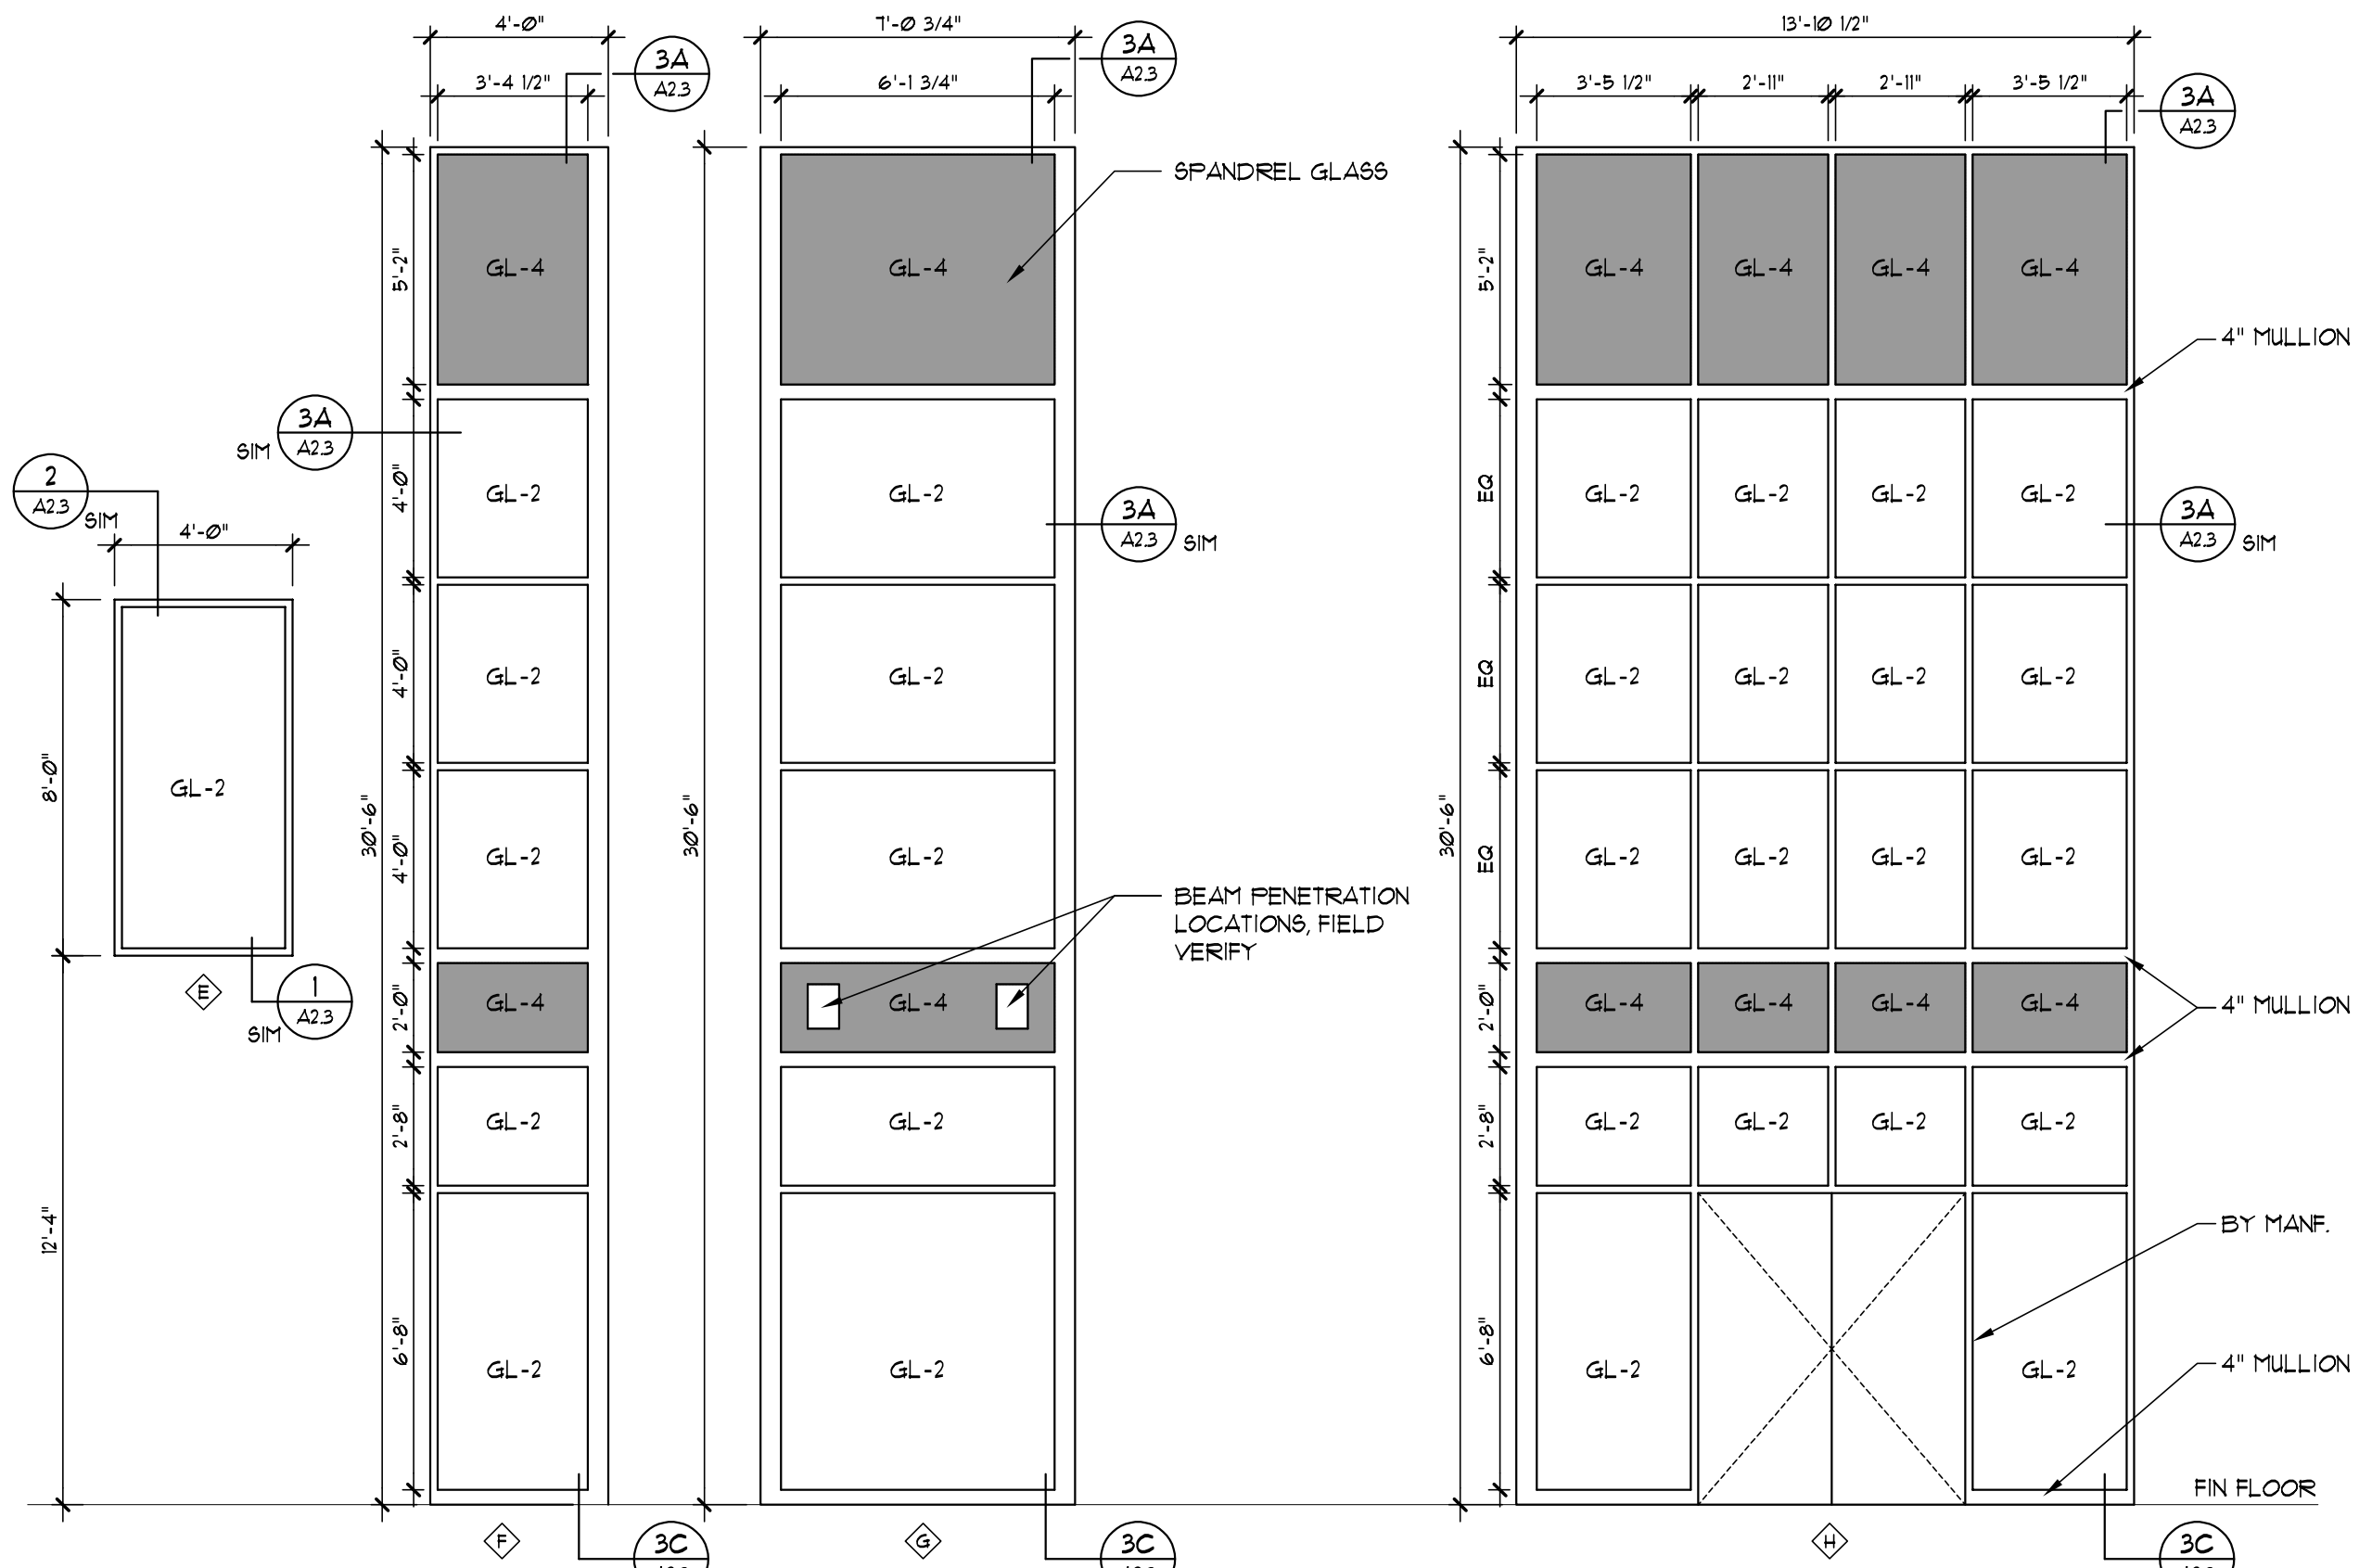 4'-0"
3'-4 1/2"
3A
A2.3
7'-0 3/4"
6'-1 3/4"
3A
A2.3
13'-10 1/2"
3'-5 1/2"
2'-11"
2'-11"
3'-5 1/2"
3A
A2.3
SPANDREL GLASS
5'-2"
GL-4
GL-4
5'-2"
GL-4
GL-4
GL-4
GL-4
4" MULLION
3A
A2.3
SIM
2
A2.3
SIM
4'-0"
4'-0"
GL-2
GL-2
3A
A2.3
SIM
EQ
GL-2
GL-2
GL-2
GL-2
3A
A2.3
SIM
4'-0"
GL-2
GL-2
EQ
GL-2
GL-2
GL-2
GL-2
8'-0"
GL-2
30'-6"
4'-0"
GL-2
30'-6"
GL-2
30'-6"
EQ
GL-2
GL-2
GL-2
GL-2
BEAM PENETRATION
LOCATIONS, FIELD
VERIFY
E
1
A2.3
SIM
2'-0"
GL-4
GL-4
2'-0"
GL-4
GL-4
GL-4
GL-4
4" MULLION
12'-4"
2'-8"
GL-2
GL-2
2'-8"
GL-2
GL-2
GL-2
GL-2
BY MANF.
6'-8"
GL-2
GL-2
6'-8"
GL-2
GL-2
4" MULLION
FIN FLOOR
F
3C
G
3C
H
3C